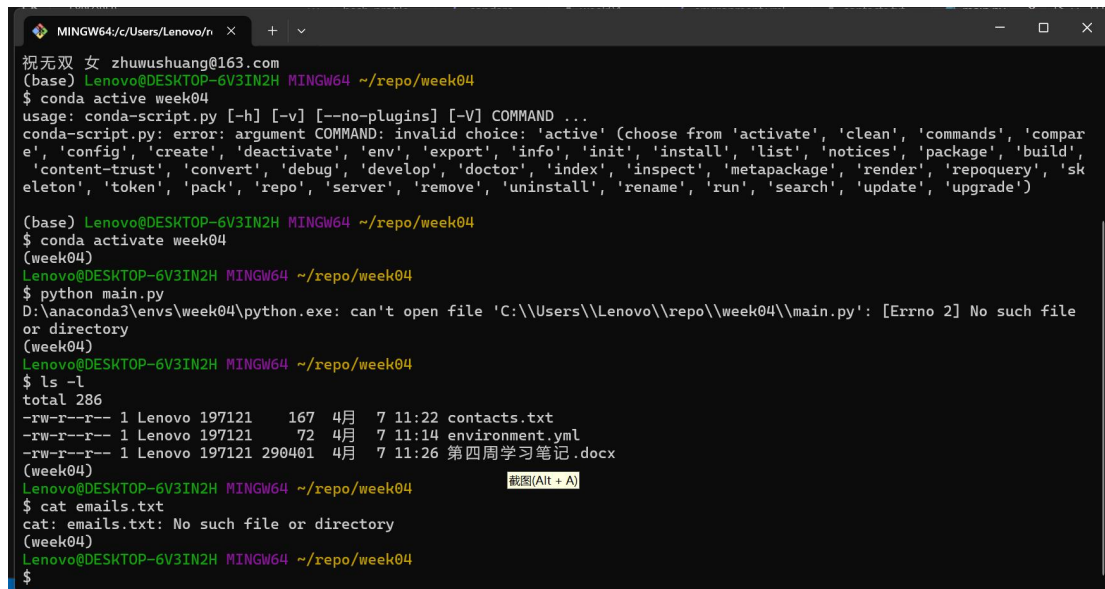 MINGW64:/c/Users/Lenovo/r
祝无双 女 zhuwushuang@163.com
(base) Lenovo@DESKTOP-6V3IN2H MINGW64 ~/repo/week04
$ conda active week04
usage: conda-script.py [-h] [-v] [--no-plugins] [-V] COMMAND ...
conda-script.py: error: argument COMMAND: invalid choice: 'active' (choose from 'activate', 'clean', 'commands', 'compar
e', 'config', 'create', 'deactivate', 'env', 'export', 'info', 'init', 'install', 'list', 'notices', 'package', 'build',
'content-trust', 'convert', 'debug', 'develop', 'doctor', 'index', 'inspect', 'metapackage', 'render', 'repoquery', 'sk
eleton', 'token', 'pack', 'repo', 'server', 'remove', 'uninstall', 'rename', 'run', 'search', 'update', 'upgrade')
(base) Lenovo@DESKTOP-6V3IN2H MINGW64 ~/repo/week04
$ conda activate week04
(week04)
Lenovo@DESKTOP-6V3IN2H MINGW64 ~/repo/week04
$ python main.py
D:\anaconda3\envs\week04\python.exe: can't open file 'C:\\Users\\Lenovo\\repo\\week04\\main.py': [Errno 2] No such file
or directory
(week04)
Lenovo@DESKTOP-6V3IN2H MINGW64 ~/repo/week04
$ ls -l
total 286
-rw-r--r-- 1 Lenovo 197121    167  4月   7 11:22 contacts.txt
-rw-r--r-- 1 Lenovo 197121     72  4月   7 11:14 environment.yml
-rw-r--r-- 1 Lenovo 197121 290401  4月   7 11:26 第四周学习笔记.docx
(week04)
截图(Alt + A)
Lenovo@DESKTOP-6V3IN2H MINGW64 ~/repo/week04
$ cat emails.txt
cat: emails.txt: No such file or directory
(week04)
Lenovo@DESKTOP-6V3IN2H MINGW64 ~/repo/week04
$